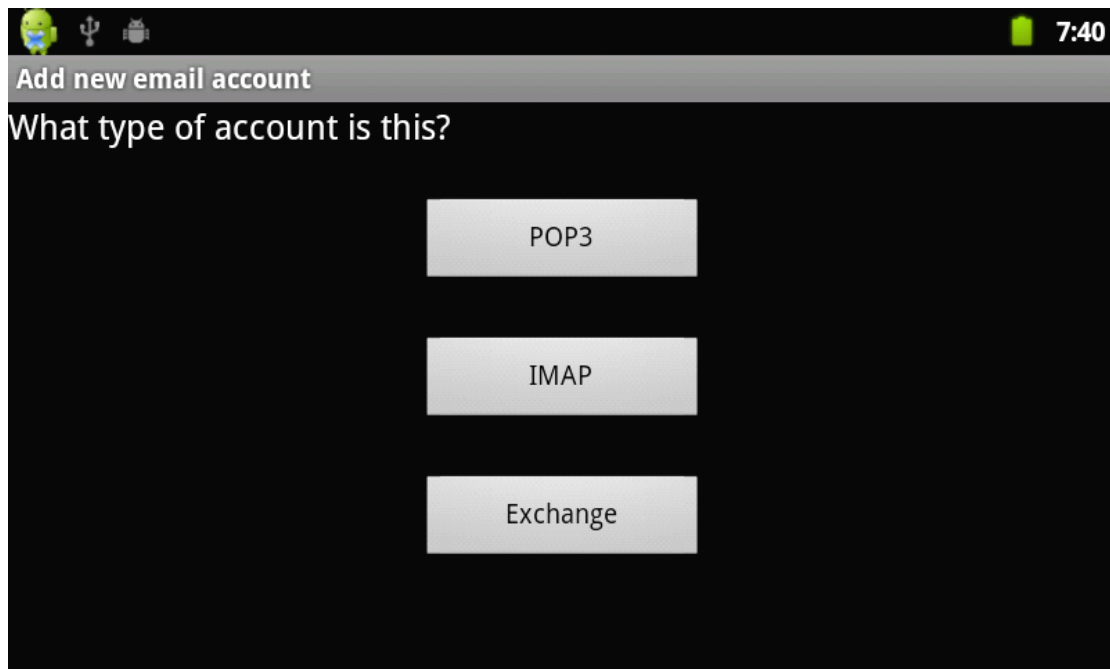 7:40
Add new email account
What type of account is this?
POP3
IMAP
Exchange